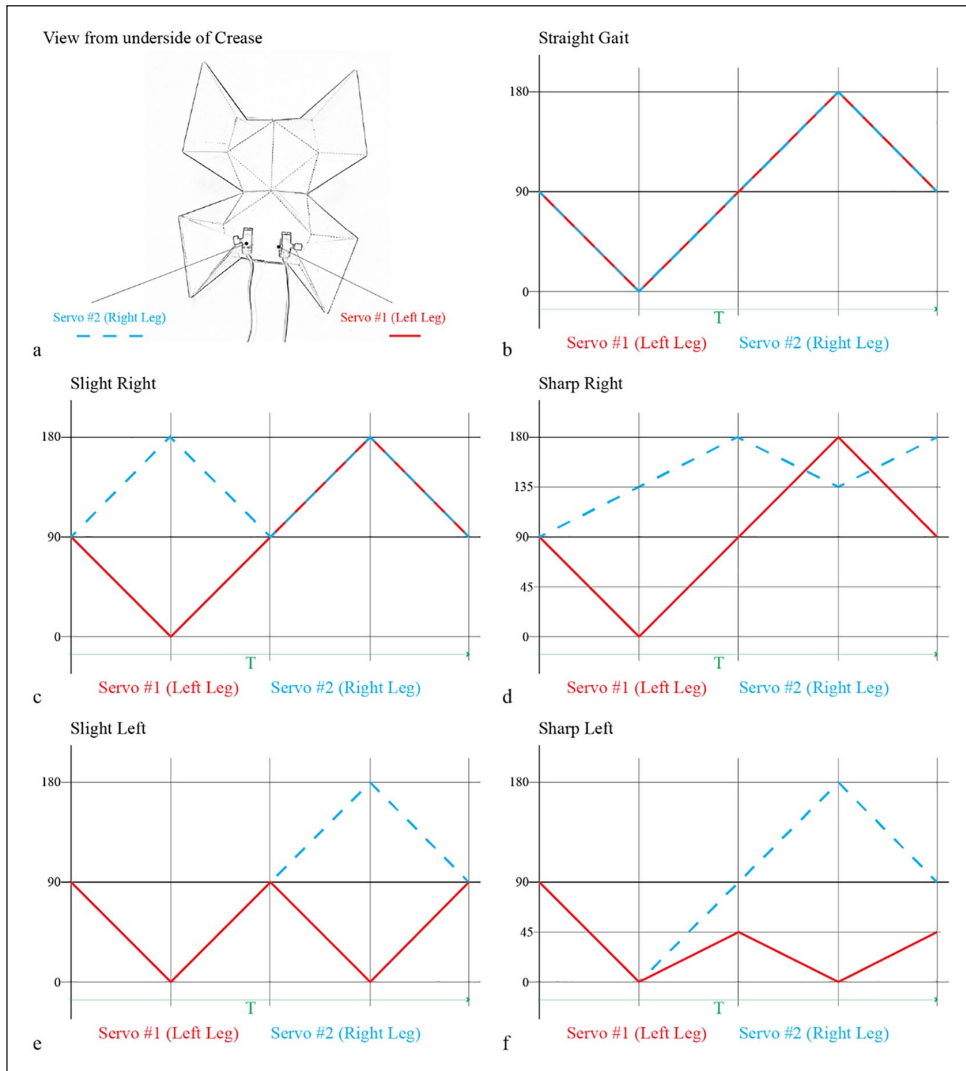 View from underside of Crease
Servo #2 (Right Leg)
Servo #1 (Left Leg)
a
Straight Gait
180
90
0
T
Servo #1 (Left Leg) Servo #2 (Right Leg)
b
Slight Right
180
90
0
T
Servo #1 (Left Leg) Servo #2 (Right Leg)
c
Sharp Right
180
135
90
45
0
T
Servo #1 (Left Leg) Servo #2 (Right Leg)
d
Slight Left
180
90
0
T
Servo #1 (Left Leg) Servo #2 (Right Leg)
e
Sharp Left
180
90
45
0
T
Servo #1 (Left Leg) Servo #2 (Right Leg)
f